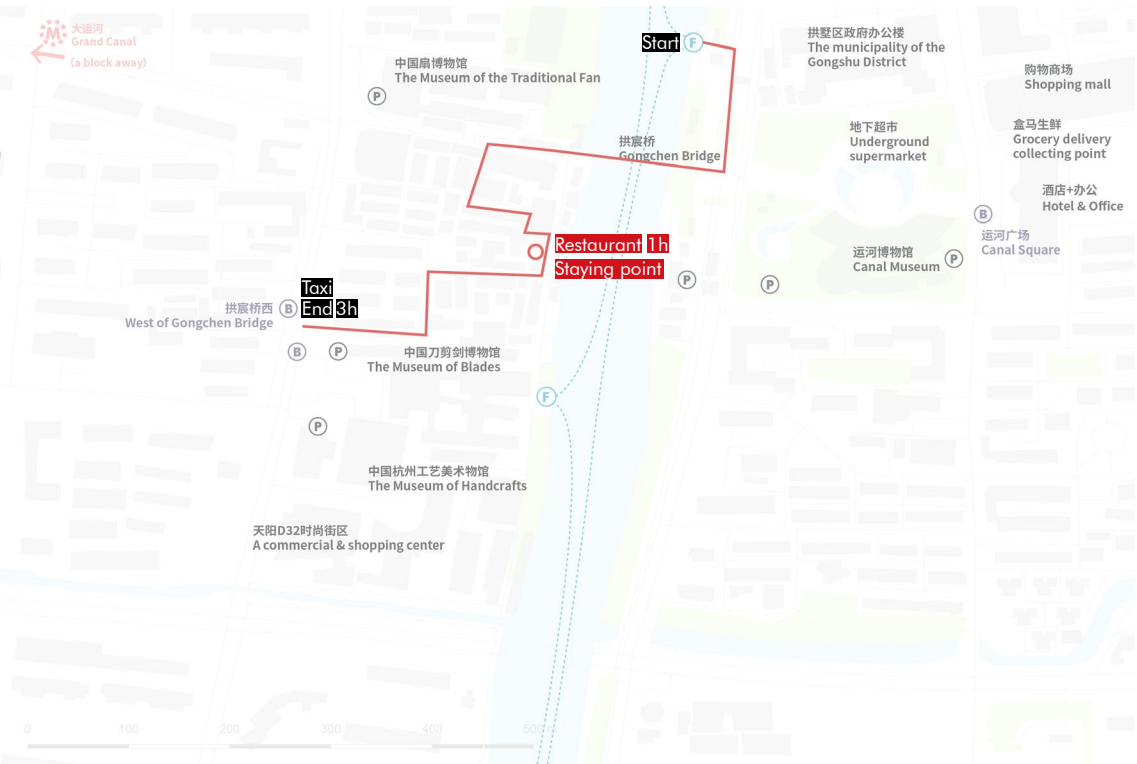 大运河
Grand Canal
(a block away)
M
Start
F
拱墅区政府办公楼
The municipality of the
Gongshu District
中国扇博物馆
The Museum of the Traditional Fan
P
购物商场
Shopping mall
地下超市
Underground
supermarket
盒马生鲜
Grocery delivery
collecting point
拱宸桥
Gongchen Bridge
酒店+办公
Hotel & Office
B
运河广场
Canal Square
Restaurant 1h
Staying point
运河博物馆
Canal Museum
P
P
P
Taxi
End 3h
拱宸桥西
West of Gongchen Bridge
B
B
P
中国刀剪剑博物馆
The Museum of Blades
F
P
中国杭州工艺美术物馆
The Museum of Handcrafts
天阳D32时尚街区
A commercial & shopping center
0 100 200 300 400 500 m